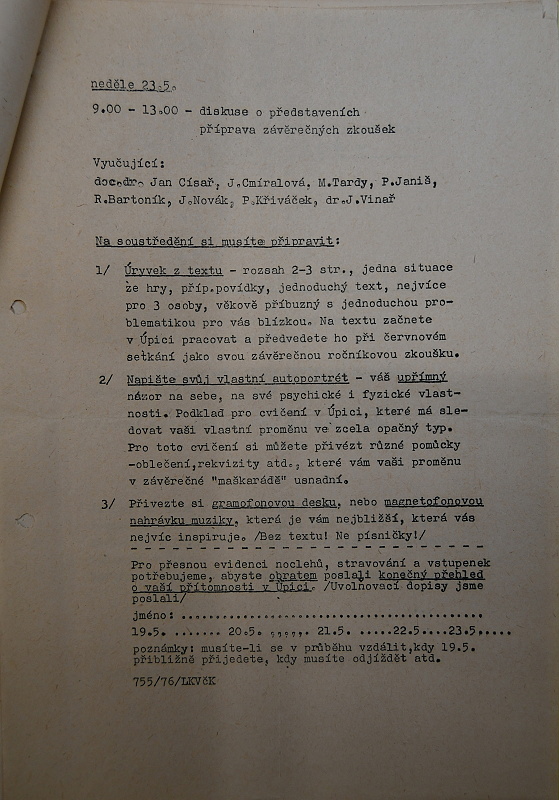 neděle 23.5.
9.00 - 13.00 - diskuse o představeních
příprava závěrečných zkoušek
Vyučující:
doc.dr. Jan Císař, J.Cmíralová, M.Tardy, P.Janiš,
R.Bartoník, J.Novák, P.Křiváček, dr.J.Vinař
Na soustředění si musíte připravit:
1/ Úryvek z textu - rozsah 2-3 str., jedna situace
ze hry, příp.povídky, jednoduchý text, nejvíce
pro 3 osoby, věkově příbuzný s jednoduchou pro-
blematikou pro vás blízkou. Na textu začnete
v Úpici pracovat a předvedete ho při červnovém
setkání jako svou závěrečnou ročníkovou zkoušku.
2/ Napište svůj vlastní autoportrét - váš upřímný
názor na sebe, na své psychické i fyzické vlast-
nosti. Podklad pro cvičení v Úpici, které má sle-
dovat vaši vlastní proměnu ve zcela opačný typ.
Pro toto cvičení si můžete přivézt různé pomůcky
-oblečení,rekvizity atd., které vám vaši proměnu
v závěrečné "maškarádě" usnadní.
3/ Přivezte si gramofonovou desku, nebo magnetofonovou
nahrávku muziky, která je vám nejbližší, která vás
nejvíc inspiruje. /Bez textu! Ne písničky!/
Pro přesnou evidenci noclehů, stravování a vstupenek
potřebujeme, abyste obratem poslali konečný přehled
o vaší přítomnosti v Úpici. /Uvolňovací dopisy jsme
poslali/
jméno: ...............................................
19.5. ....... 20.5. ,,,,,. 21.5. .....22.5....23.5,....
poznámky: musíte-li se v průběhu vzdálit,kdy 19.5.
přibližně přijedete, kdy musíte odjíždět atd.
755/76/LKVčK